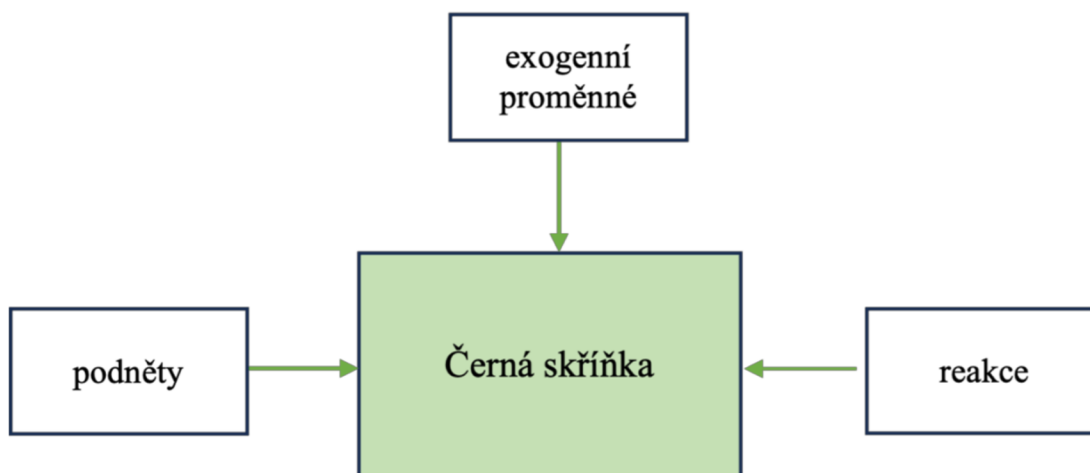 exogenní
proměnné
podněty
Černá skříňka
reakce